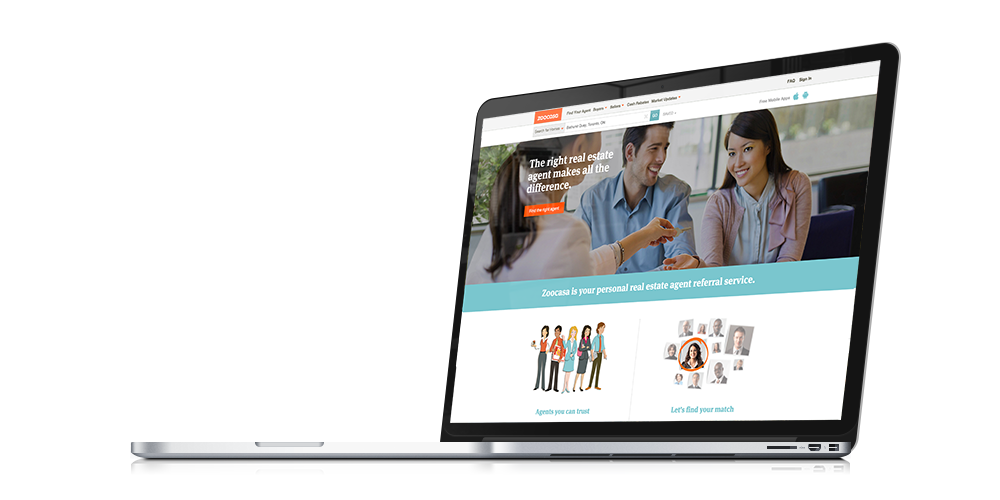 FAQ Sign In
zoocasa Find Your Agent Buyers Sellers Cash Rebates Market Updates
Free Mobile Apps
Search for Homes Bathurst Quay, Toronto, ON GO
The right real estate
agent makes all the
difference.
Find the right agent
Zoocasa is your personal real estate agent referral service.
Agents you can trust
Let's find your match